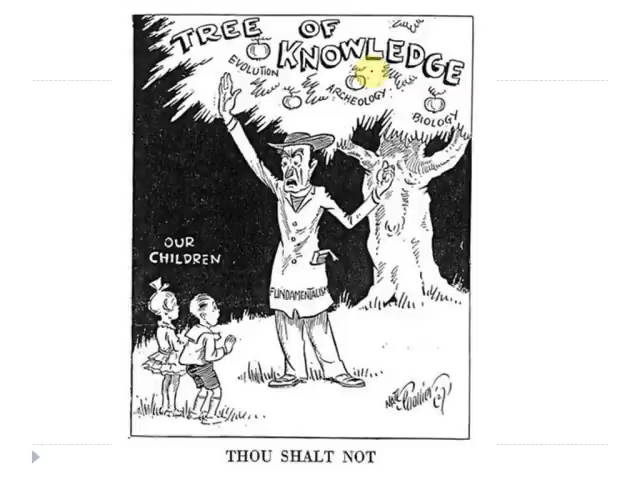 TREE OF
KNOWLEDGE
EVOLUTION
ARCHEOLOGY
BIOLOGY
OUR
CHILDREN
FUNDAMENTALISM
THOU SHALT NOT